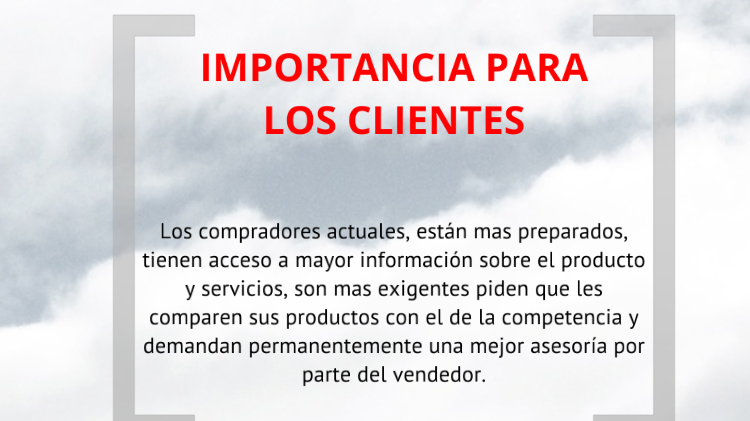 IMPORTANCIA PARA
LOS CLIENTES
Los compradores actuales, están mas preparados,
tienen acceso a mayor información sobre el producto
y servicios, son mas exigentes piden que les
comparen sus productos con el de la competencia y
demandan permanentemente una mejor asesoría por
parte del vendedor.